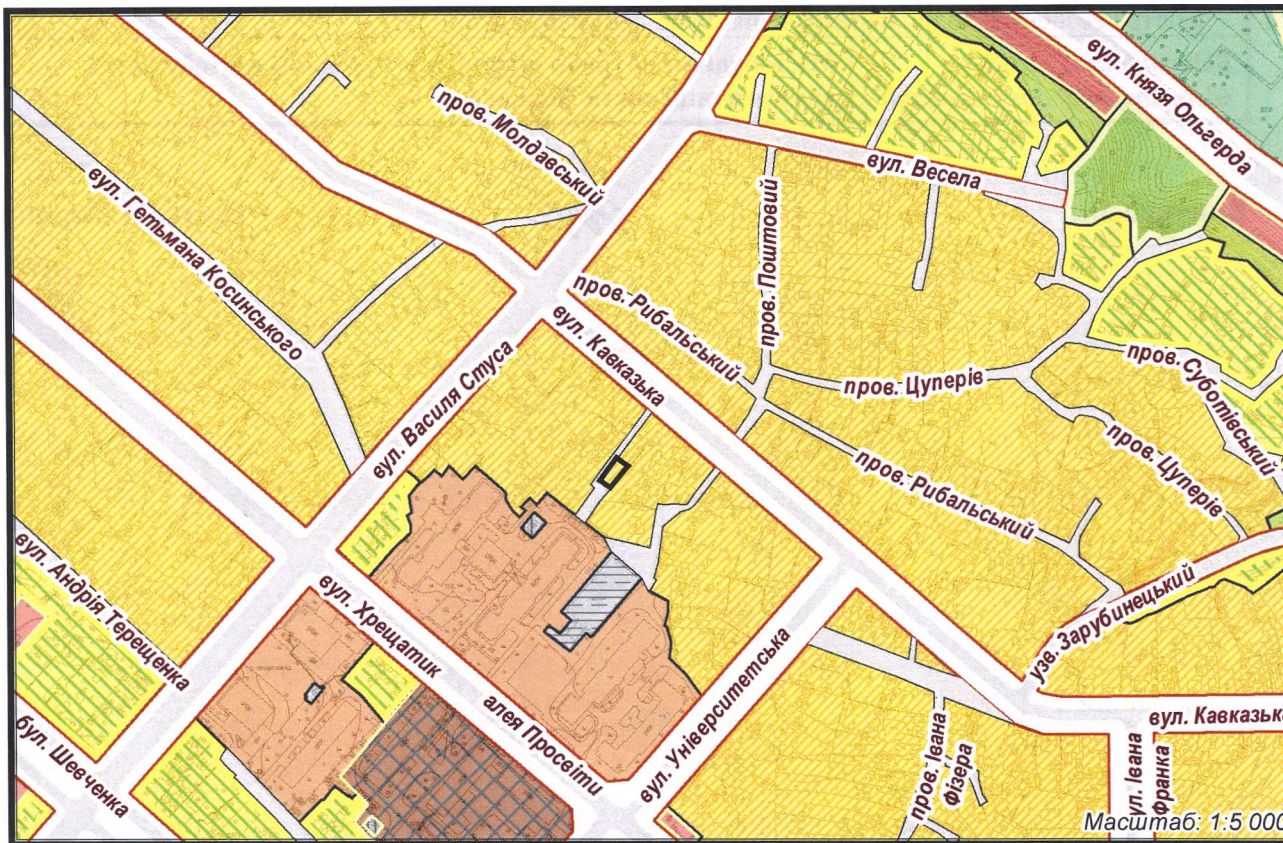 вул. Князя Ольгерда
пров. Молдавський
вул. Весела
вул. Гетьмана Косинського
пров. Поштовий
пров. Рибальський
вул. Кавказька
вул. Василя Стуса
пров. Цуперів
пров. Суботівський
пров. Цуперів
пров. Рибальський
вул. Андрія Терещенка
вул. Хрещатик
алея Просвіти
вул. Університетська
узв. Зарубинецький
бул. Шевченка
пров. Івана
Фізера
вул. Івана
Франка
вул. Кавказька
Масштаб: 1:5 000